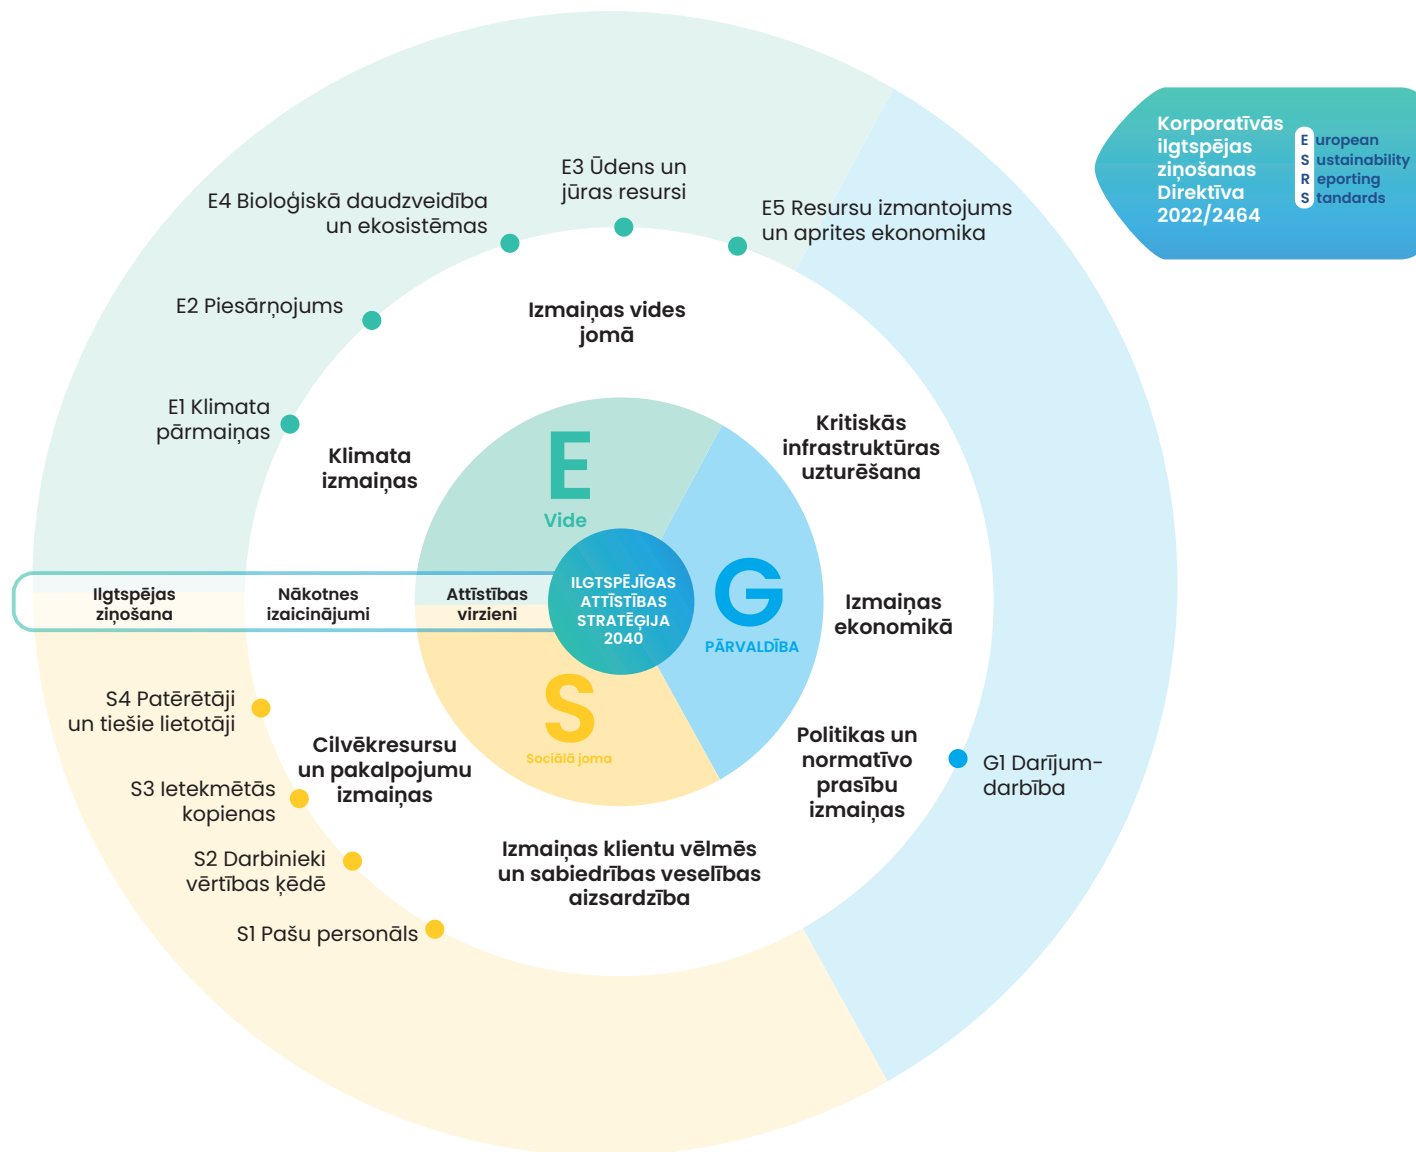 Korporatīvās
ilgtspējas
ziņošanas
Direktīva
2022/2464
European
Sustainability
Reporting
Standards
E3 Ūdens un
jūras resursi
E4 Bioloģiskā daudzveidība
un ekosistēmas
E5 Resursu izmantojums
un aprites ekonomika
E2 Piesārņojums
E1 Klimata
pārmaiņas
Izmaiņas vides
jomā
Klimata
izmaiņas
Kritiskās
infrastruktūras
uzturēšana
E
Vide
Ilgtspējas
ziņošana
Nākotnes
izaicinājumi
Attīstības
virzieni
ILGTSPĒJĪGAS
ATTĪSTĪBAS
STRATĒĢIJA
2040
G
PĀRVALDĪBA
Izmaiņas
ekonomikā
S
Sociālā joma
S4 Patērētāji
un tiešie lietotāji
S3 Ietekmētās
kopienas
S2 Darbinieki
vērtības ķēdē
S1 Pašu personāls
Cilvēkresursu
un pakalpojumu
izmaiņas
Izmaiņas klientu vēlmēs
un sabiedrības veselības
aizsardzība
Politikas un
normatīvo
prasību
izmaiņas
G1 Darījum-
darbība